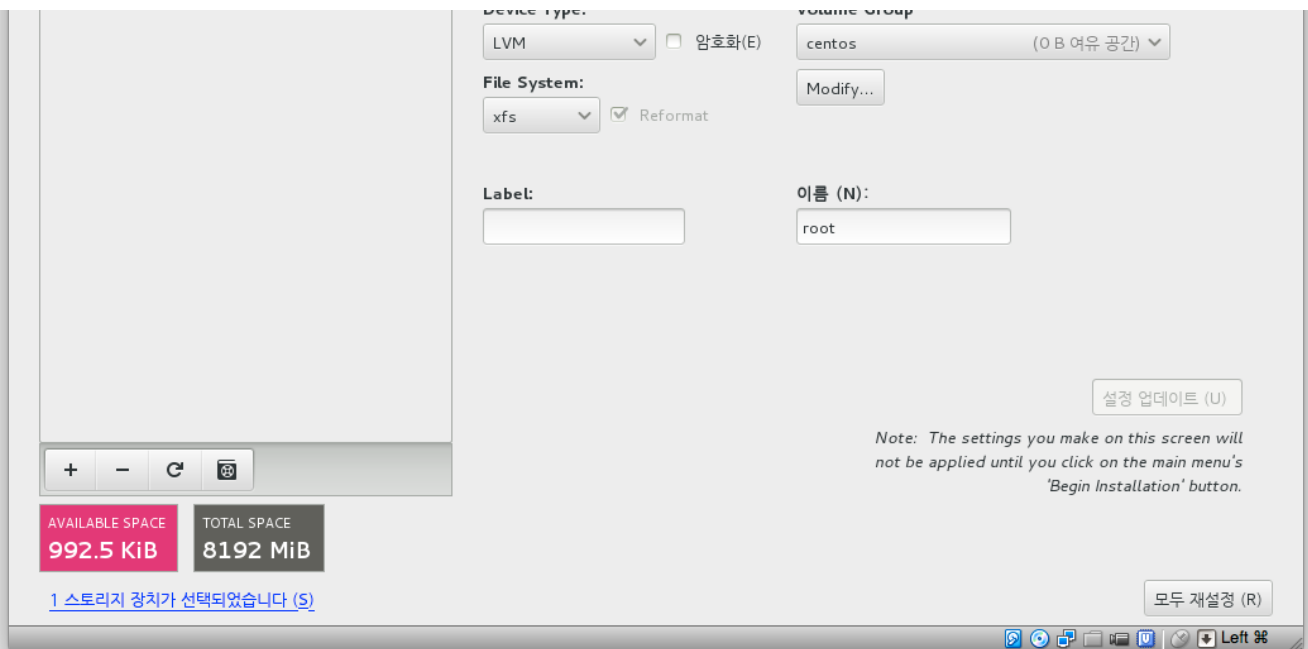 Device Type:
Volume Group
LVM
암호화(E)
centos
(0 B 여유 공간)
File System:
Modify...
xfs
Reformat
Label:
이름 (N):
root
설정 업데이트 (U)
Note: The settings you make on this screen will
not be applied until you click on the main menu's
'Begin Installation' button.
AVAILABLE SPACE
992.5 KiB
TOTAL SPACE
8192 MiB
1 스토리지 장치가 선택되었습니다 (S)
모두 재설정 (R)
Left ⌘